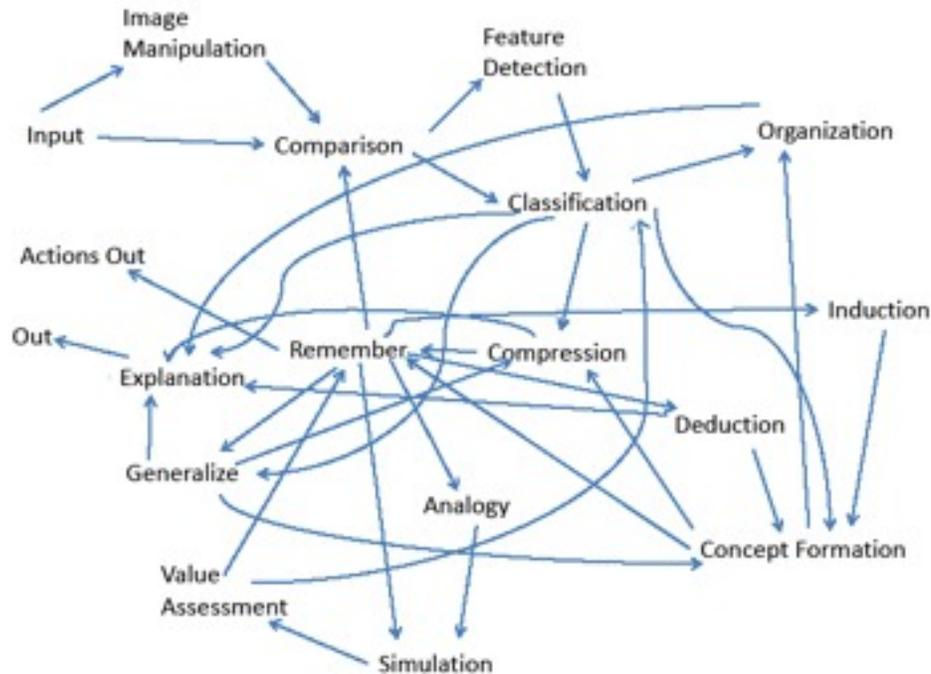 Image
Manipulation
Feature
Detection
Input
Comparison
Organization
Classification
Actions Out
Induction
Out
Remember
Compression
Explanation
Deduction
Generalize
Analogy
Concept Formation
Value
Assessment
Simulation